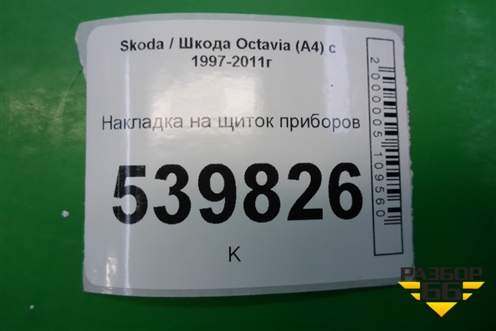 Skoda / Шкода Octavia (A4) с
1997-2011г
Накладка на щиток приборов
539826
К
2000005109560
РАЗБОР
66